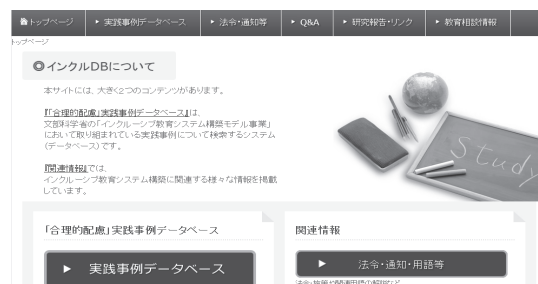 トップページ ▶ 実践事例データベース ▶ 法令・通知等 ▶ Q&A ▶ 研究報告・リンク ▶ 教育相談情報
トップページ
◎インクルDBについて
本サイトには、大きく2つのコンテンツがあります。
『「合理的配慮」実践事例データベース』は、
文部科学省の「インクルーシブ教育システム構築モデル事業」
において取り組まれている実践事例について検索するシステム
(データベース)です。
『関連情報』では、
インクルーシブ教育システム構築に関連する様々な情報を掲載
しています。
Study
「合理的配慮」実践事例データベース
関連情報
▶ 実践事例データベース
▶ 法令・通知・用語等